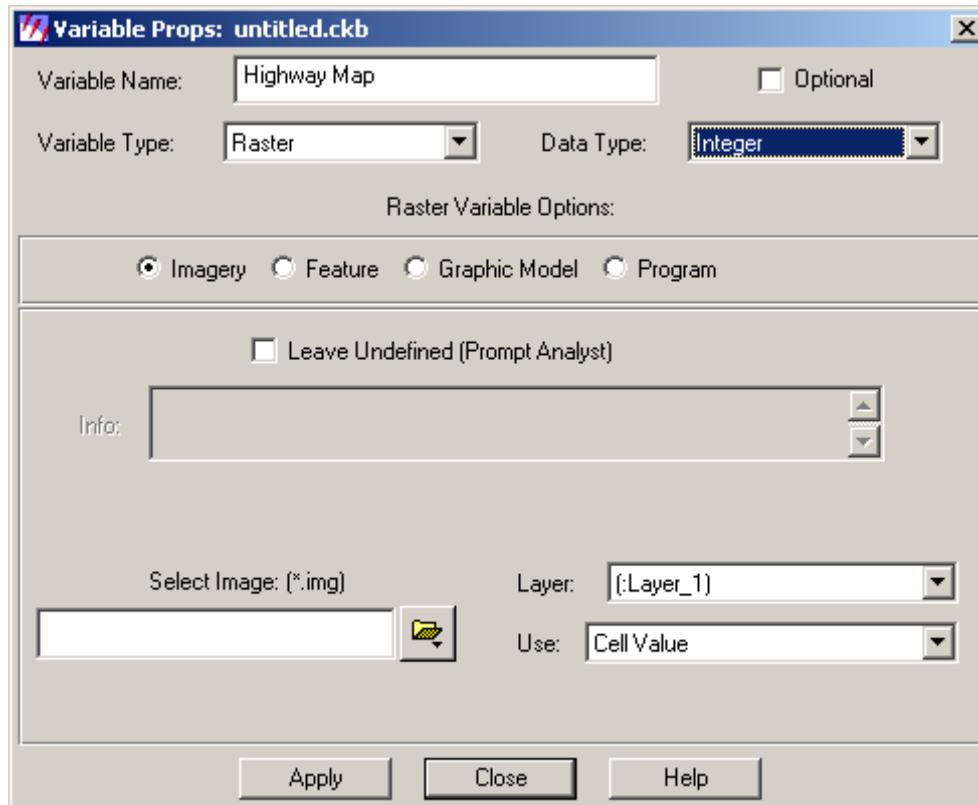 Variable Props: untitled.ckb
Variable Name: Highway Map Optional
Variable Type: Raster Data Type: Integer
Raster Variable Options:
Imagery Feature Graphic Model Program
Leave Undefined (Prompt Analyst)
Info:
Select Image: (*.img) Layer: (:Layer_1)
Use: Cell Value
Apply Close Help